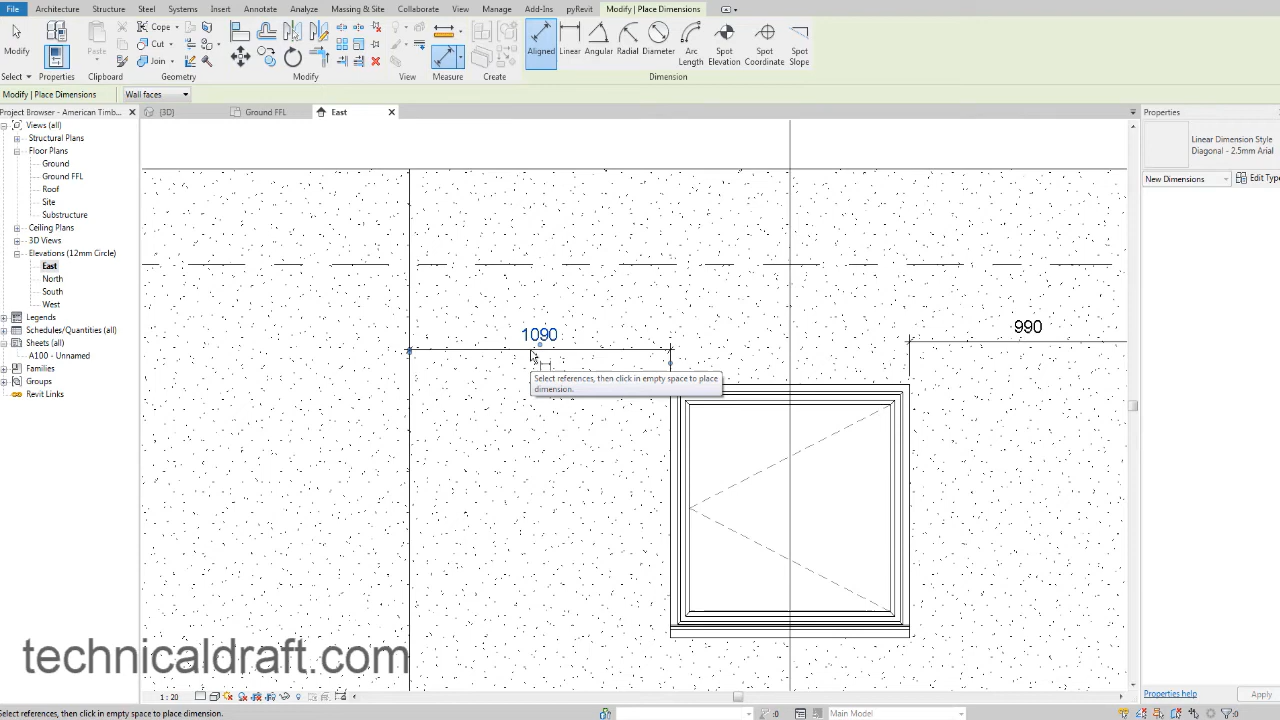 File Architecture Structure Steel Systems Insert Annotate Analyze Massing & Site Collaborate View Manage Add-Ins pyRevit Modify | Place Dimensions
Cope
Cut
Join
Modify Properties Paste Aligned Linear Angular Radial Diameter Arc Length Spot Elevation Spot Coordinate Spot Slope
Select Properties Clipboard Geometry Modify View Measure Create Dimension
Modify | Place Dimensions Wall faces
Project Browser - American Timb... (3D) Ground FFL East Properties
Views (all)
Structural Plans
Floor Plans
Ground
Ground FFL
Roof
Site
Substructure
Ceiling Plans
3D Views
Elevations (12mm Circle)
East
North
South
West
Legends
Schedules/Quantities (all)
Sheets (all)
A100 - Unnamed
Families
Groups
Revit Links
Linear Dimension Style
Diagonal - 2.5mm Arial
New Dimensions Edit Type
990
1090
Select references, then click in empty space to place
dimension.
technicaldraft.com
1 : 20
Properties help Apply
Select references, then click in empty space to place dimension. :0 Main Model :0